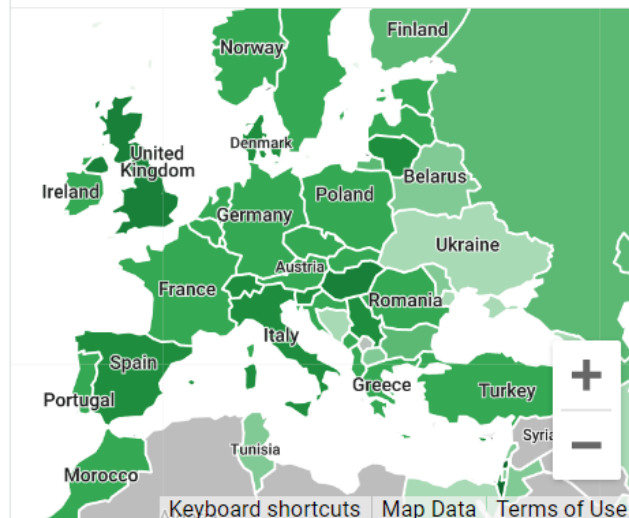 Finland
Norway
Denmark
United
Kingdom
Ireland
Belarus
Poland
Germany
Ukraine
Austria
France
Romania
Italy
Spain
Greece
Turkey
Portugal
Syria
Tunisia
Morocco
Keyboard shortcuts
Map Data
Terms of Use